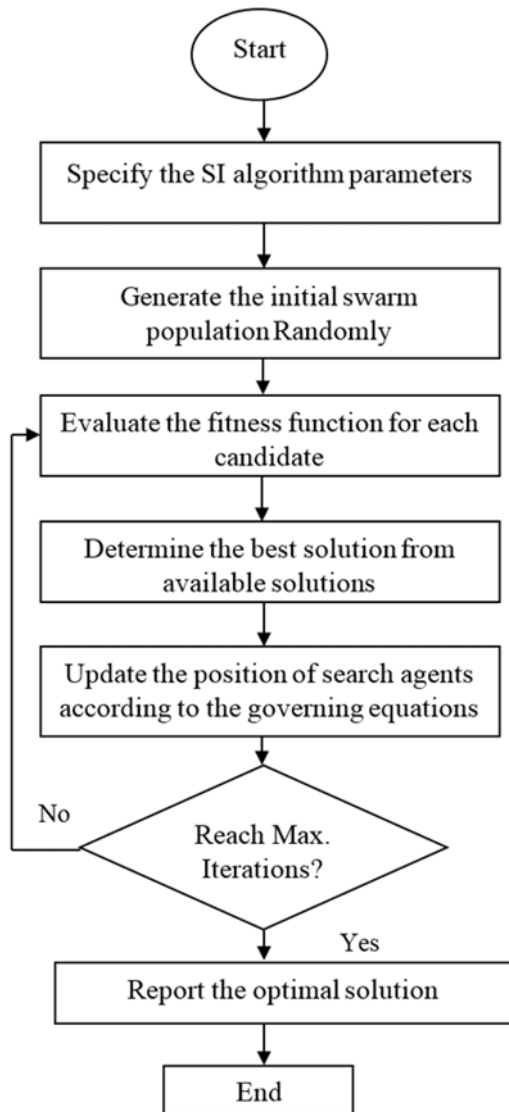 Start
Specify the SI algorithm parameters
Generate the initial swarm
population Randomly
Evaluate the fitness function for each
candidate
Determine the best solution from
available solutions
Update the position of search agents
according to the governing equations
No
Reach Max.
Iterations?
Yes
Report the optimal solution
End